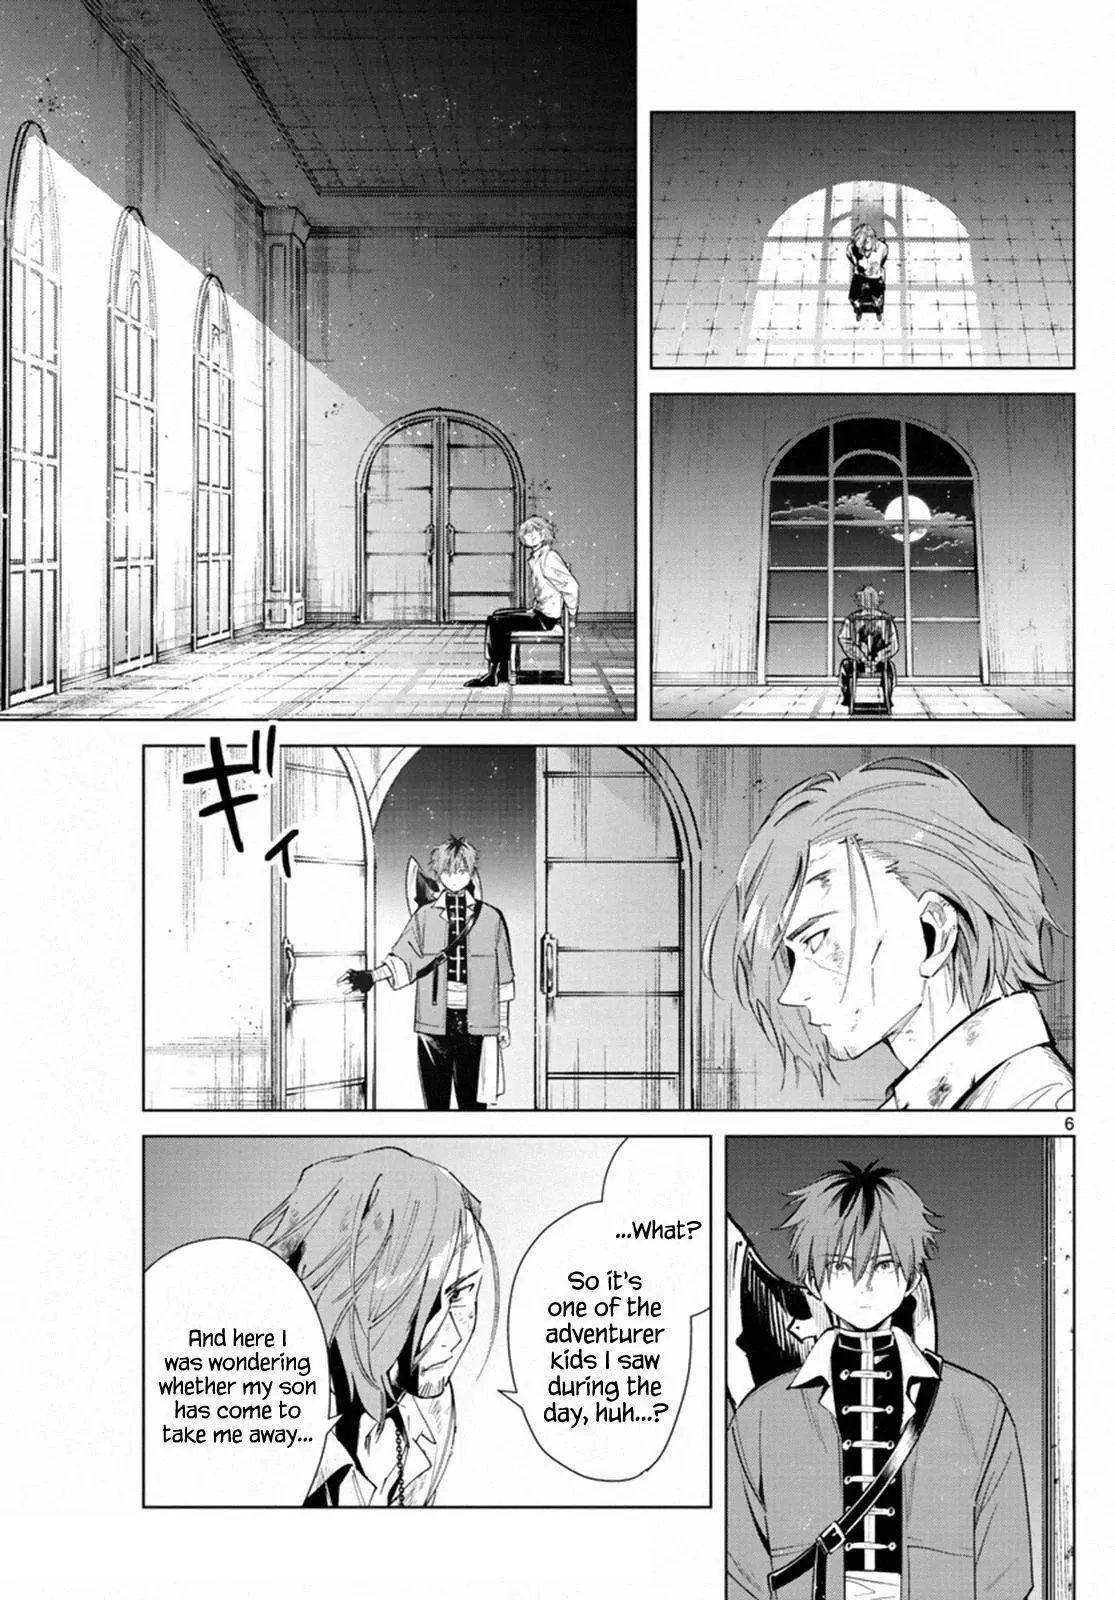 ギィ
6
...What?
So it's
one of the
adventurer
kids I saw
during the
day, huh...?
And here I
was wondering
whether my son
has come to
take me away...